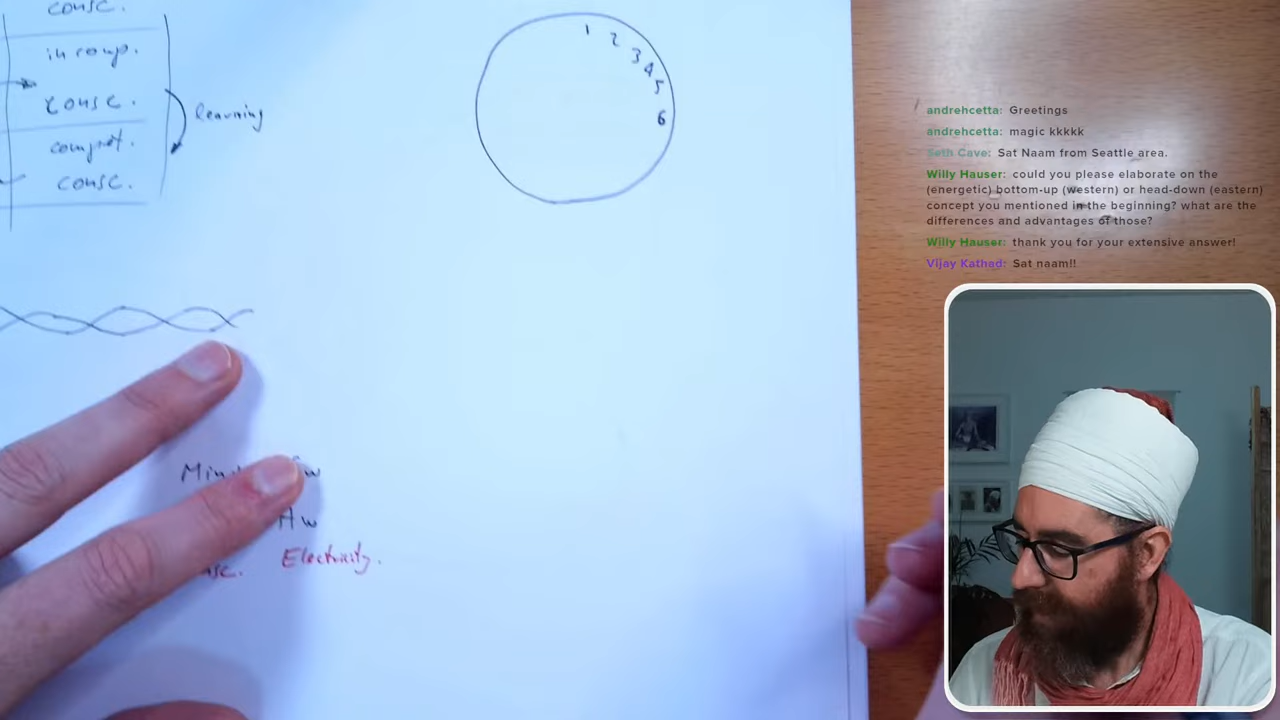 consc.
incomp.
consc.
learning
compet.
consc.
1
2
3
4
5
6
Electricity.
andrehcetta: Greetings
andrehcetta: magic kkkkk
Seth Cave: Sat Naam from Seattle area.
Willy Hauser: could you please elaborate on the
(energetic) bottom-up (western) or head-down (eastern)
concept you mentioned in the beginning? what are the
differences and advantages of those?
Willy Hauser: thank you for your extensive answer!
Vijay Kathad: Sat naam!!